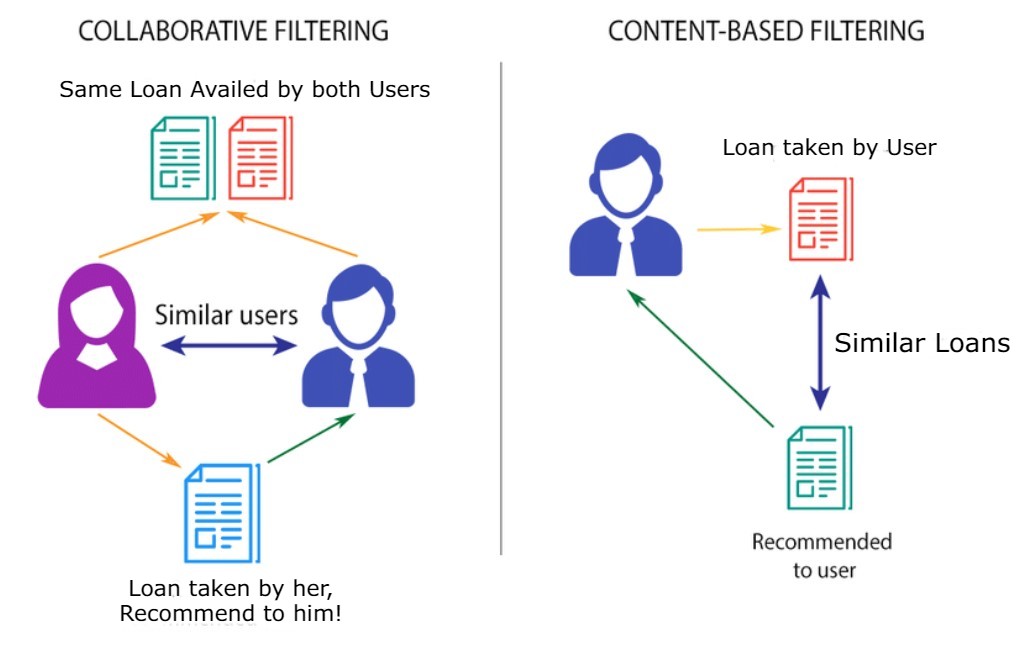 COLLABORATIVE FILTERING
Same Loan Availed by both Users
Similar users
Loan taken by her,
Recommend to him!
CONTENT-BASED FILTERING
Loan taken by User
Similar Loans
Recommended
to user